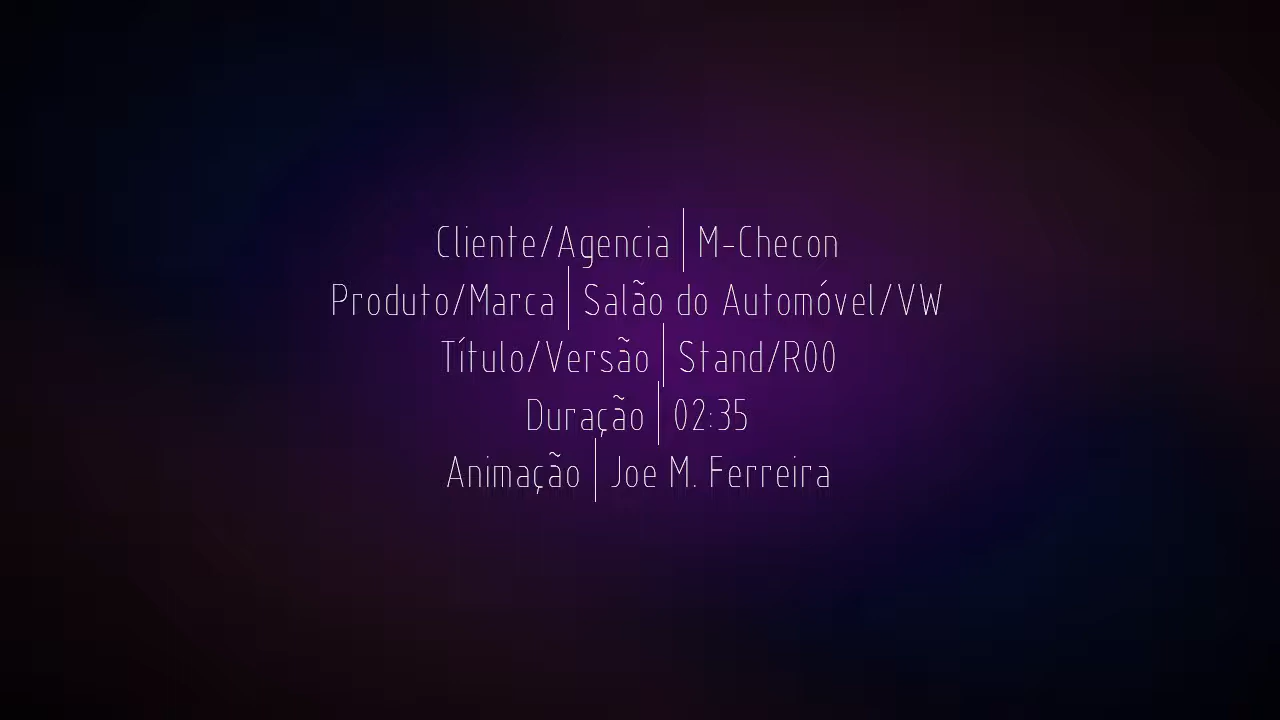 Cliente/Agencia | M-Checon
Produto/Marca | Salão do Automóvel/VW
Título/Versão | Stand/R00
Duração | 02:35
Animação | Joe M. Ferreira